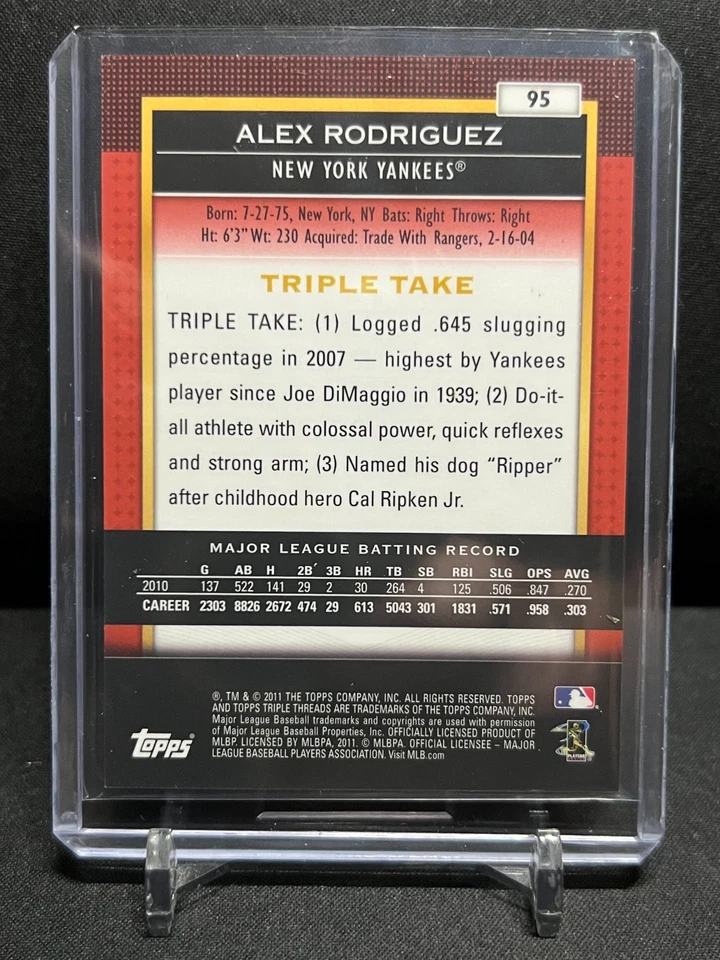 95
ALEX RODRIGUEZ
NEW YORK YANKEES®
Born: 7-27-75, New York, NY Bats: Right Throws: Right
Ht: 6'3" Wt: 230 Acquired: Trade With Rangers, 2-16-04
TRIPLE TAKE
TRIPLE TAKE: (1) Logged .645 slugging
percentage in 2007 — highest by Yankees
player since Joe DiMaggio in 1939; (2) Do-it-
all athlete with colossal power, quick reflexes
and strong arm; (3) Named his dog "Ripper"
after childhood hero Cal Ripken Jr.
MAJOR LEAGUE BATTING RECORD
G AB H 2B 3B HR TB SB RBI SLG OPS AVG
2010 137 522 141 29 2 30 264 4 125 .506 .847 .270
CAREER 2303 8826 2672 474 29 613 5043 301 1831 .571 .958 .303
®, TM & © 2011 THE TOPPS COMPANY, INC. ALL RIGHTS RESERVED. TOPPS
AND TOPPS TRIPLE THREADS ARE TRADEMARKS OF THE TOPPS COMPANY, INC.
Major League Baseball trademarks and copyrights are used with permission
of Major League Baseball Properties, Inc. OFFICIALLY LICENSED PRODUCT OF
MLBP. LICENSED BY MLBPA, 2011. © MLBPA. OFFICIAL LICENSEE – MAJOR
LEAGUE BASEBALL PLAYERS ASSOCIATION. Visit MLB.com
topps